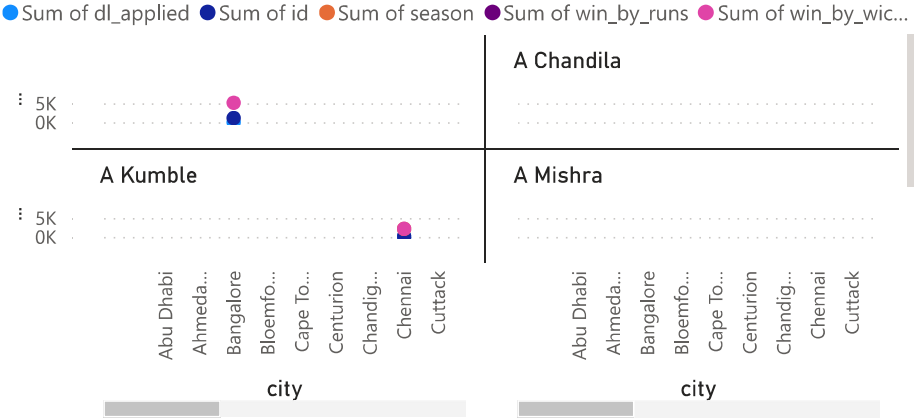 Sum of dl_applied Sum of id Sum of season Sum of win_by_runs Sum of win_by_wic...
A Chandila
5K
0K
A Kumble
A Mishra
5K
0K
Abu Dhabi
Ahmeda...
Bangalore
Bloemfo...
Cape To...
Centurion
Chandig...
Chennai
Cuttack
Abu Dhabi
Ahmeda...
Bangalore
Bloemfo...
Cape To...
Centurion
Chandig...
Chennai
Cuttack
city
city